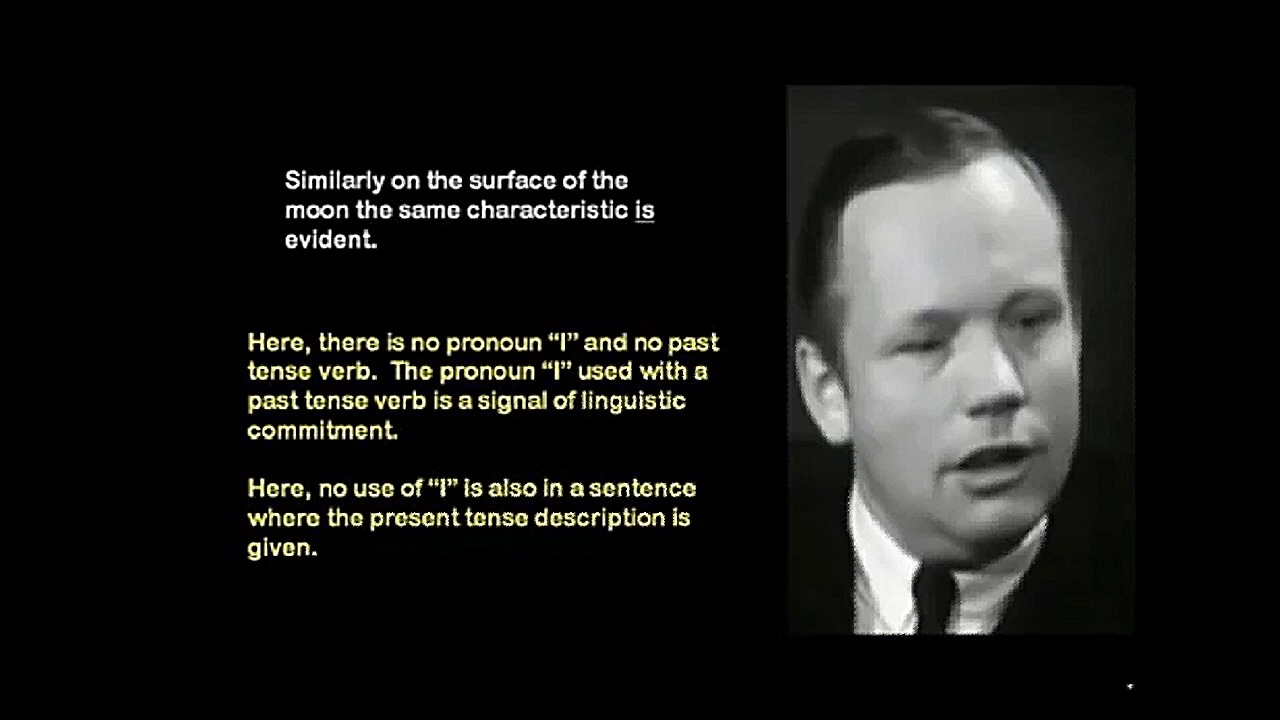 Similarly on the surface of the
moon the same characteristic is
evident.
Here, there is no pronoun “I” and no past
tense verb.  The pronoun “I” used with a
past tense verb is a signal of linguistic
commitment.
Here, no use of “I” is also in a sentence
where the present tense description is
given.